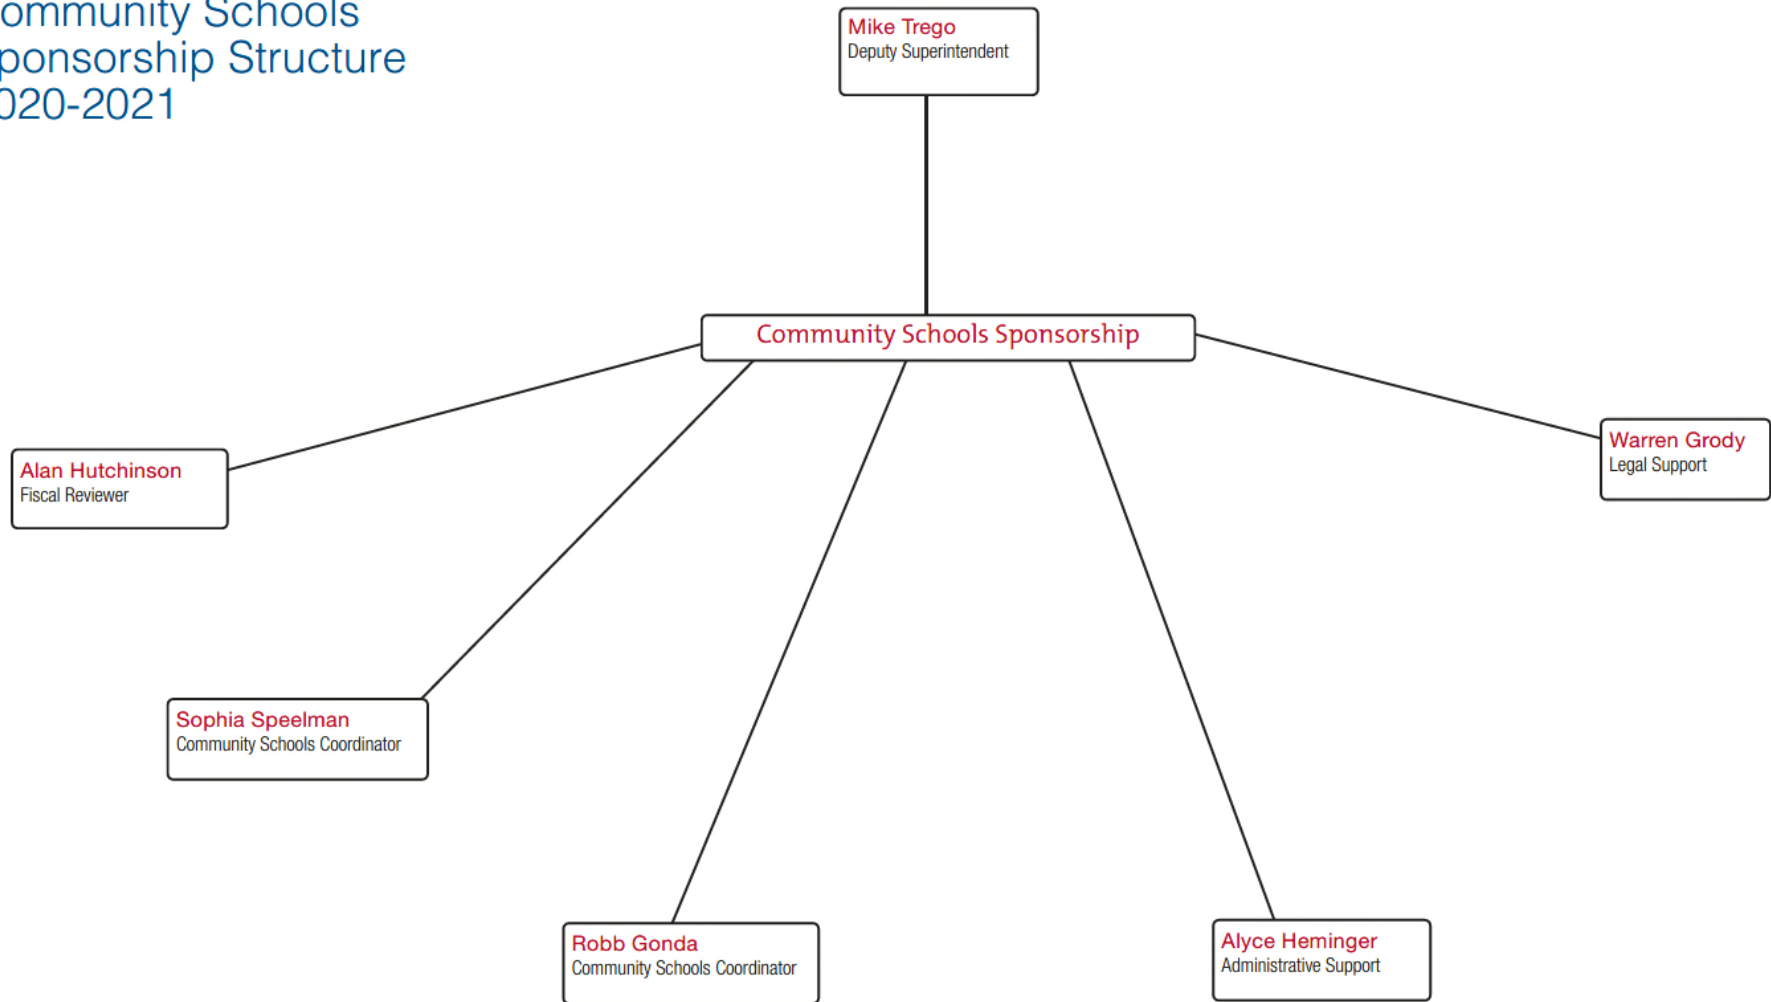 ommunity Schools
ponsorship Structure
020-2021
Mike Trego
Deputy Superintendent
Community Schools Sponsorship
Alan Hutchinson
Fiscal Reviewer
Warren Grody
Legal Support
Sophia Speelman
Community Schools Coordinator
Robb Gonda
Community Schools Coordinator
Alyce Heminger
Administrative Support